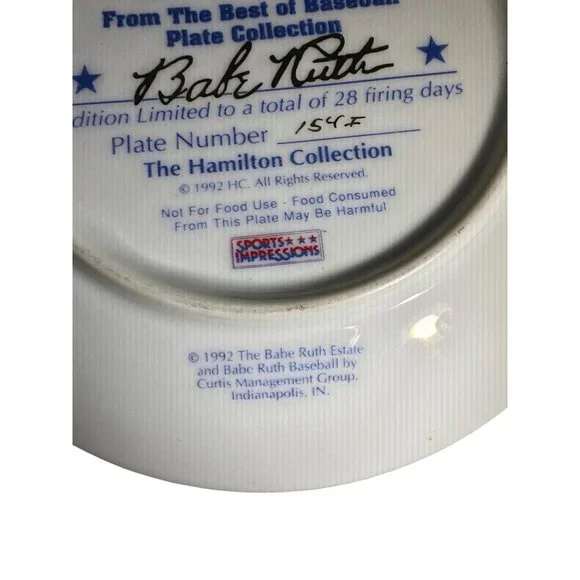 From The Best of Baseball
Plate Collection
Babe Ruth
dition Limited to a total of 28 firing days
Plate Number 154F
The Hamilton Collection
© 1992 HC. All Rights Reserved.
Not For Food Use - Food Consumed
From This Plate May Be Harmful
SPORTS★★★
IMPRESSIONS
© 1992 The Babe Ruth Estate
and Babe Ruth Baseball by
Curtis Management Group,
Indianapolis, IN.